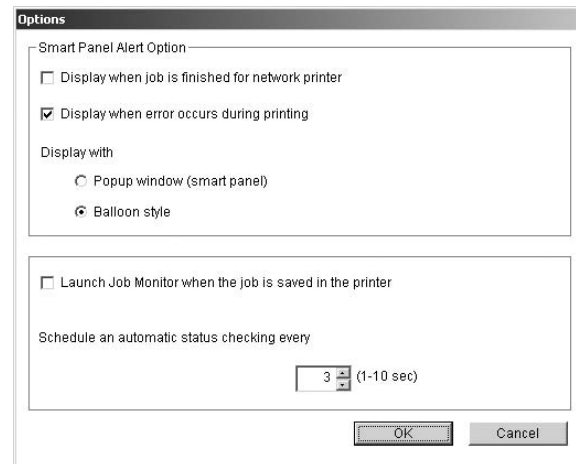 Options
Smart Panel Alert Option
Display when job is finished for network printer
Display when error occurs during printing
Display with
Popup window (smart panel)
Balloon style
Launch Job Monitor when the job is saved in the printer
Schedule an automatic status checking every
3 (1-10 sec)
OK Cancel